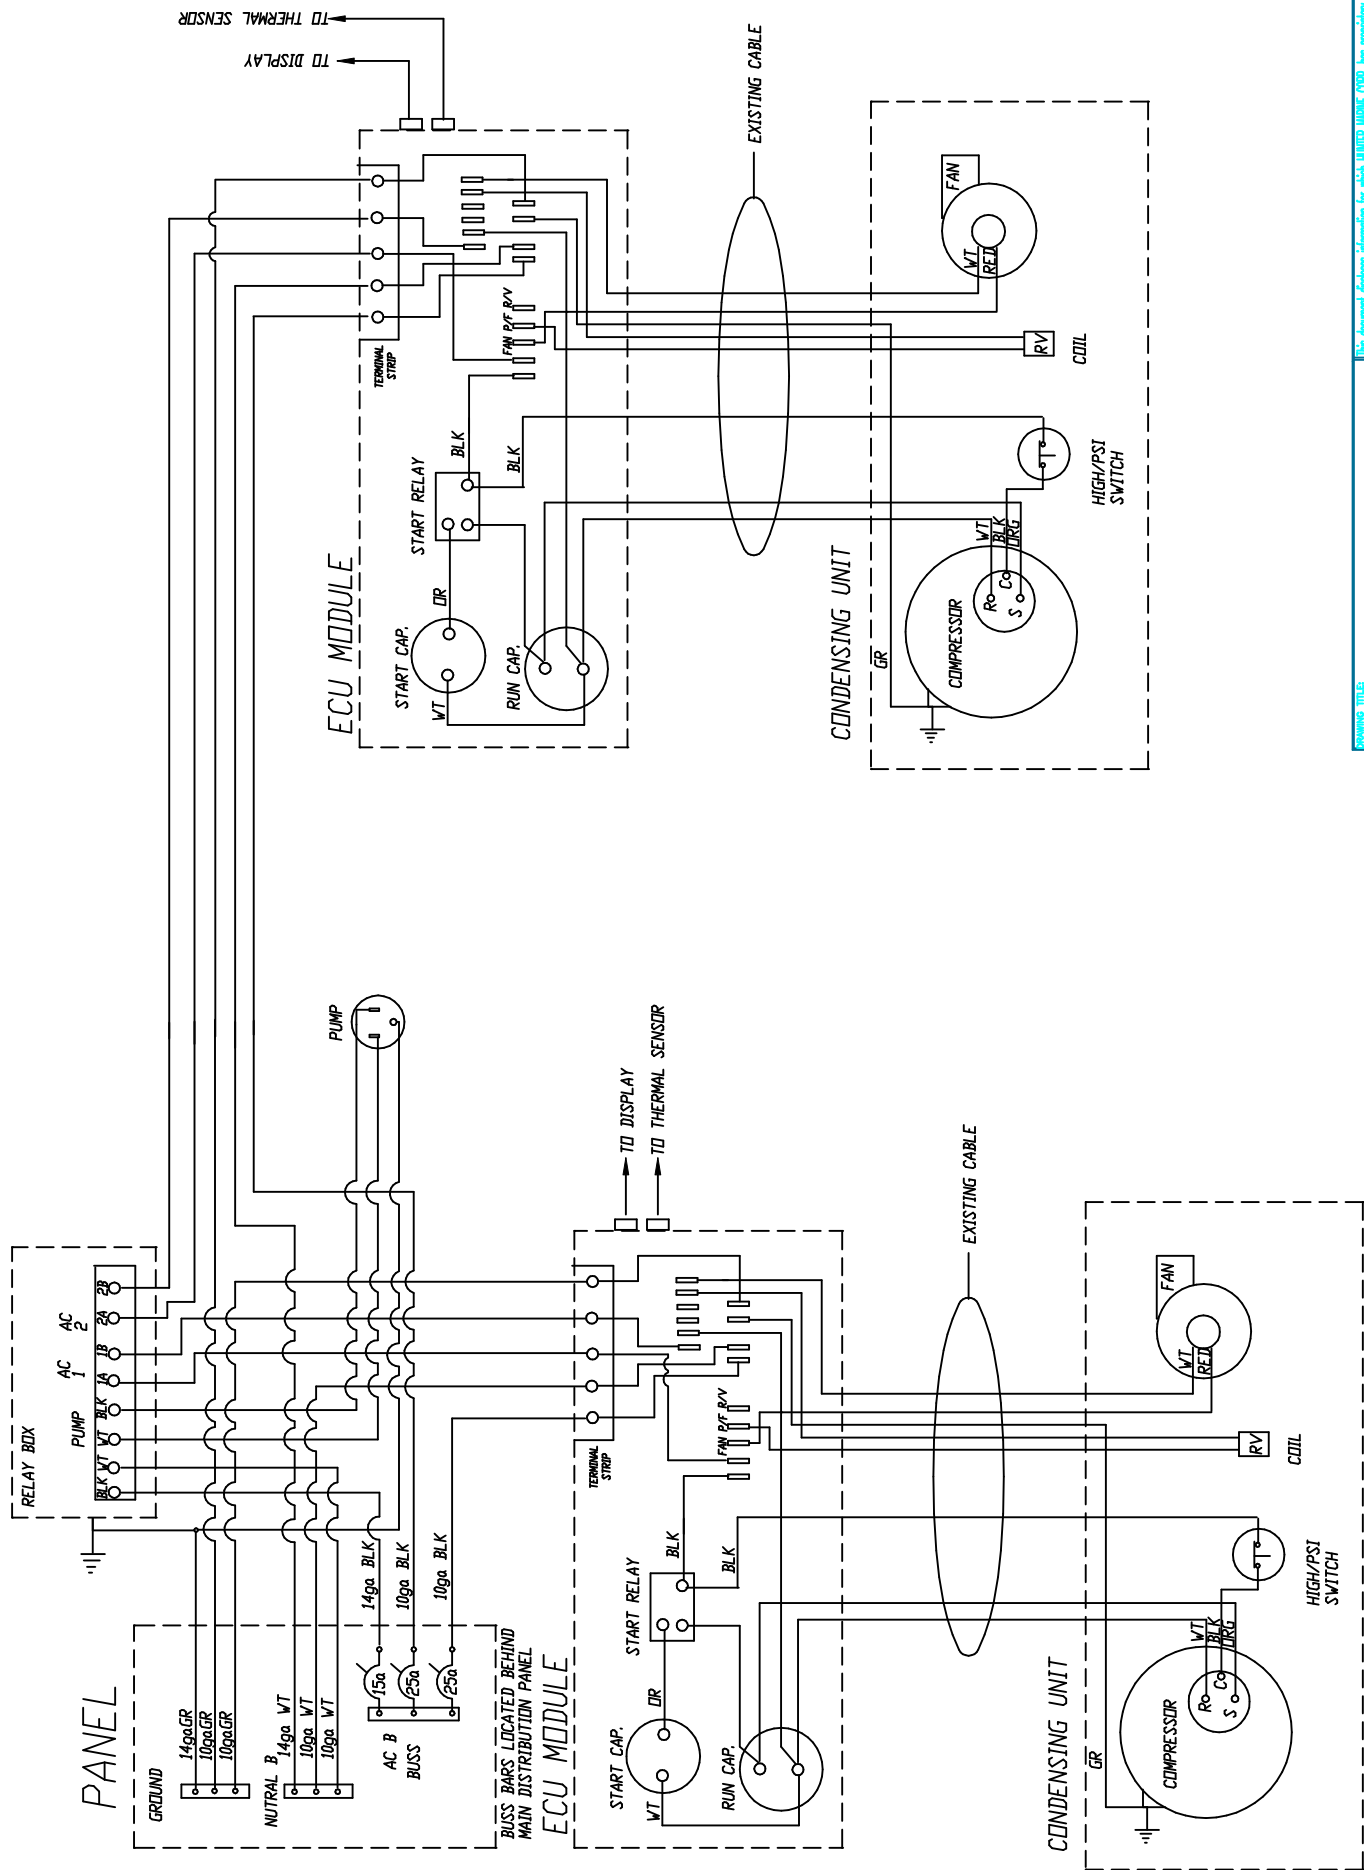 TO THERMAL SENSOR
TO DISPLAY
TERMINAL
STRIP
FAN P/F R/V
BLK
BLK
START RELAY
OR
START CAP.
WT
RUN CAP.
ECU MODULE
EXISTING CABLE
CONDENSING UNIT
FAN
WT
RED
RV
COIL
HIGH/PSI
SWITCH
WT
BLK
ORG
R
C
S
COMPRESSOR
GR
RELAY BOX
PUMP
AC
1
AC
2
BLK
WT
WT
BLK
1A
1B
2A
2B
PUMP
PANEL
GROUND
14gaGR
10gaGR
10gaGR
NUTRAL B
14ga WT
10ga WT
10ga WT
AC B
BUSS
15a
25a
25a
14ga BLK
10ga BLK
10ga BLK
BUSS BARS LOCATED BEHIND
MAIN DISTRIBUTION PANEL
ECU MODULE
TO DISPLAY
TO THERMAL SENSOR
TERMINAL
STRIP
FAN P/F R/V
BLK
BLK
START RELAY
OR
START CAP.
WT
RUN CAP.
EXISTING CABLE
CONDENSING UNIT
FAN
WT
RED
RV
COIL
HIGH/PSI
SWITCH
WT
BLK
ORG
R
C
S
COMPRESSOR
GR
DRAWING TITLE: